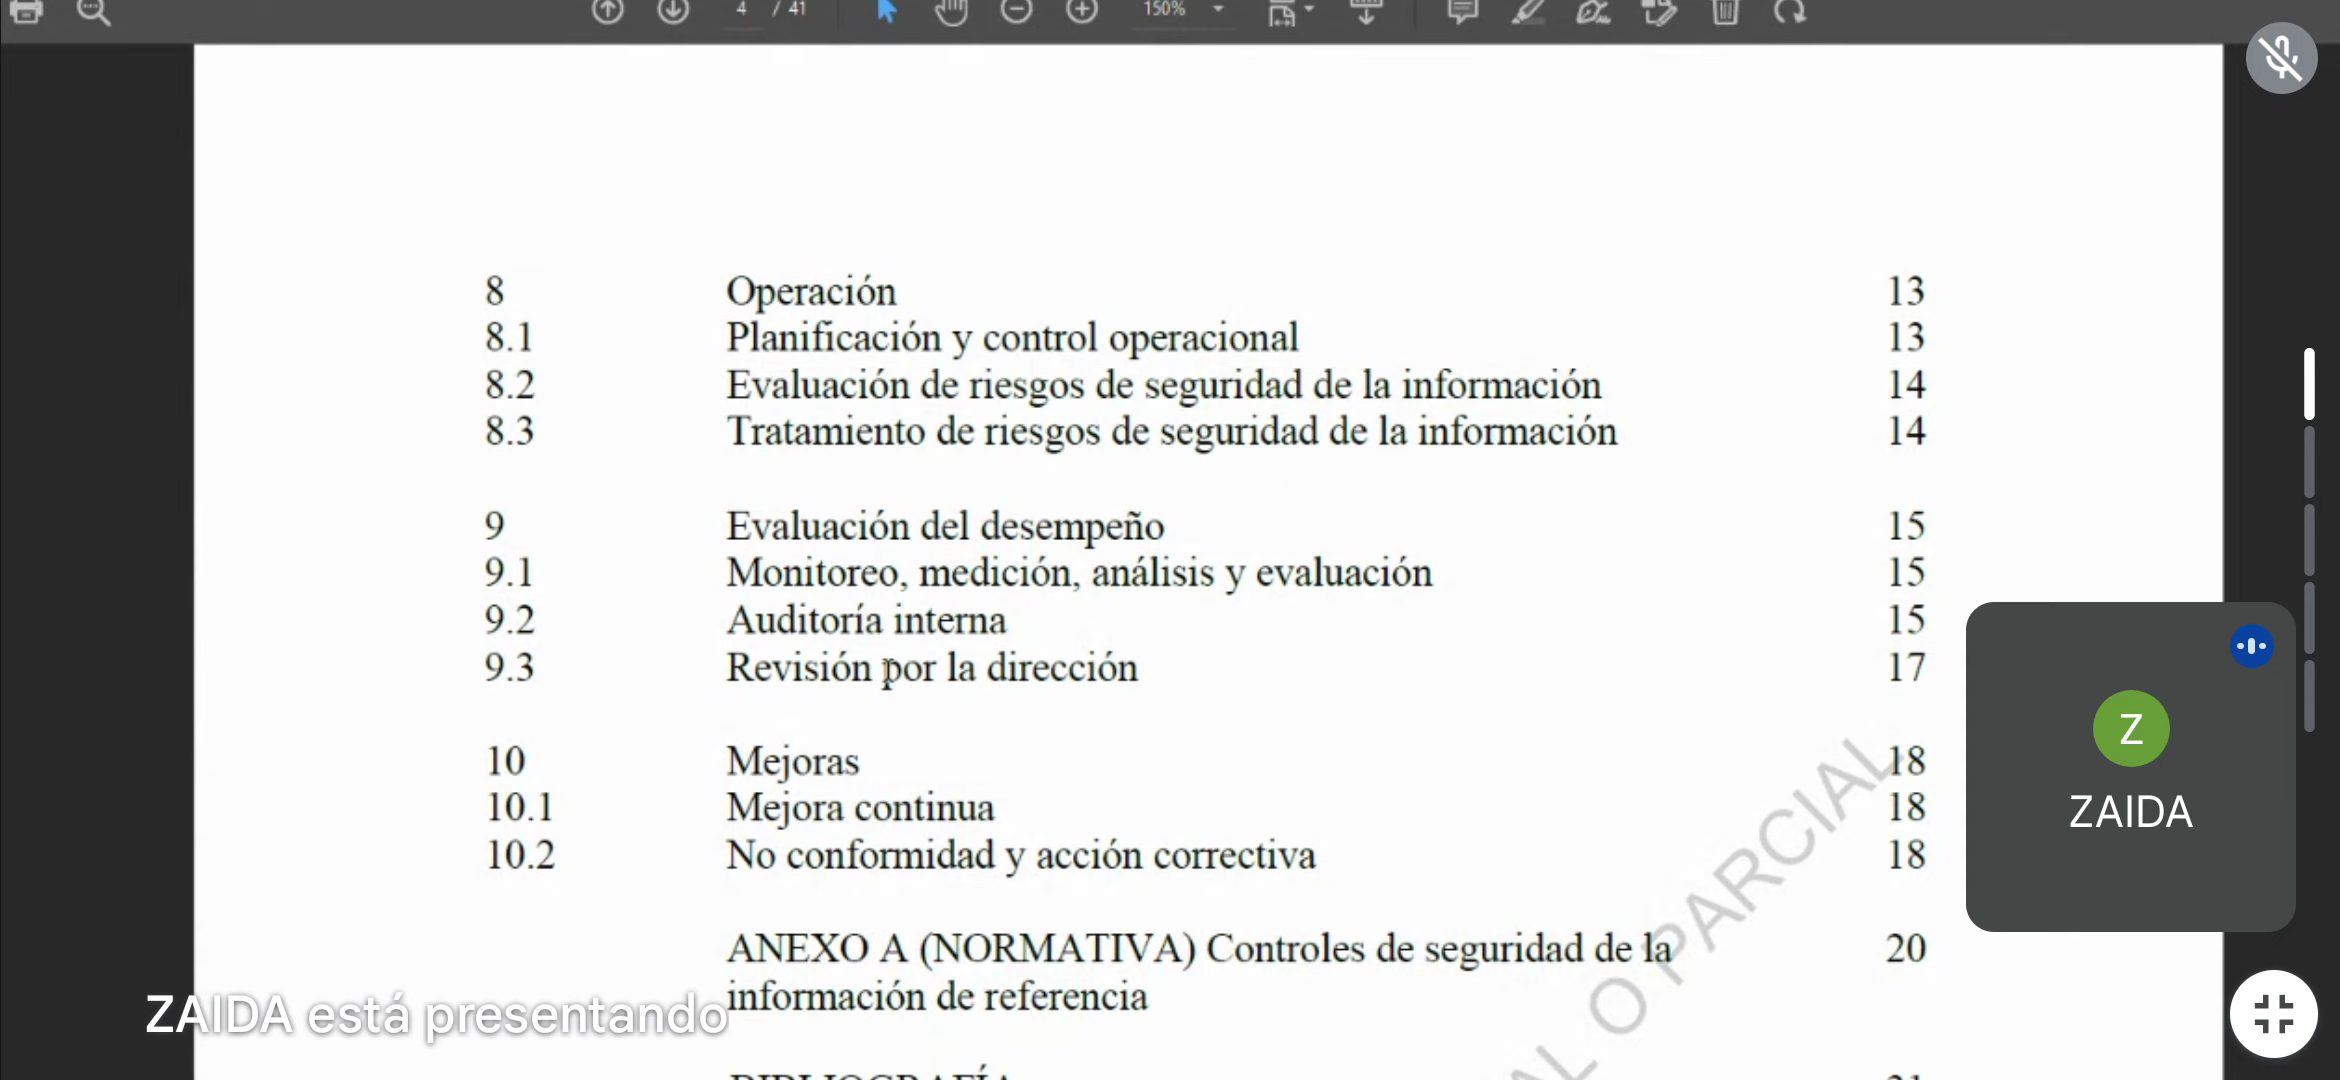 4 / 41 150%
8 Operación 13
8.1 Planificación y control operacional 13
8.2 Evaluación de riesgos de seguridad de la información 14
8.3 Tratamiento de riesgos de seguridad de la información 14
9 Evaluación del desempeño 15
9.1 Monitoreo, medición, análisis y evaluación 15
9.2 Auditoría interna 15
9.3 Revisión por la dirección 17
10 Mejoras 18
10.1 Mejora continua 18
10.2 No conformidad y acción correctiva 18
ANEXO A (NORMATIVA) Controles de seguridad de la 20
información de referencia
AL O PARCIAL
Z
ZAIDA
ZAIDA está presentando